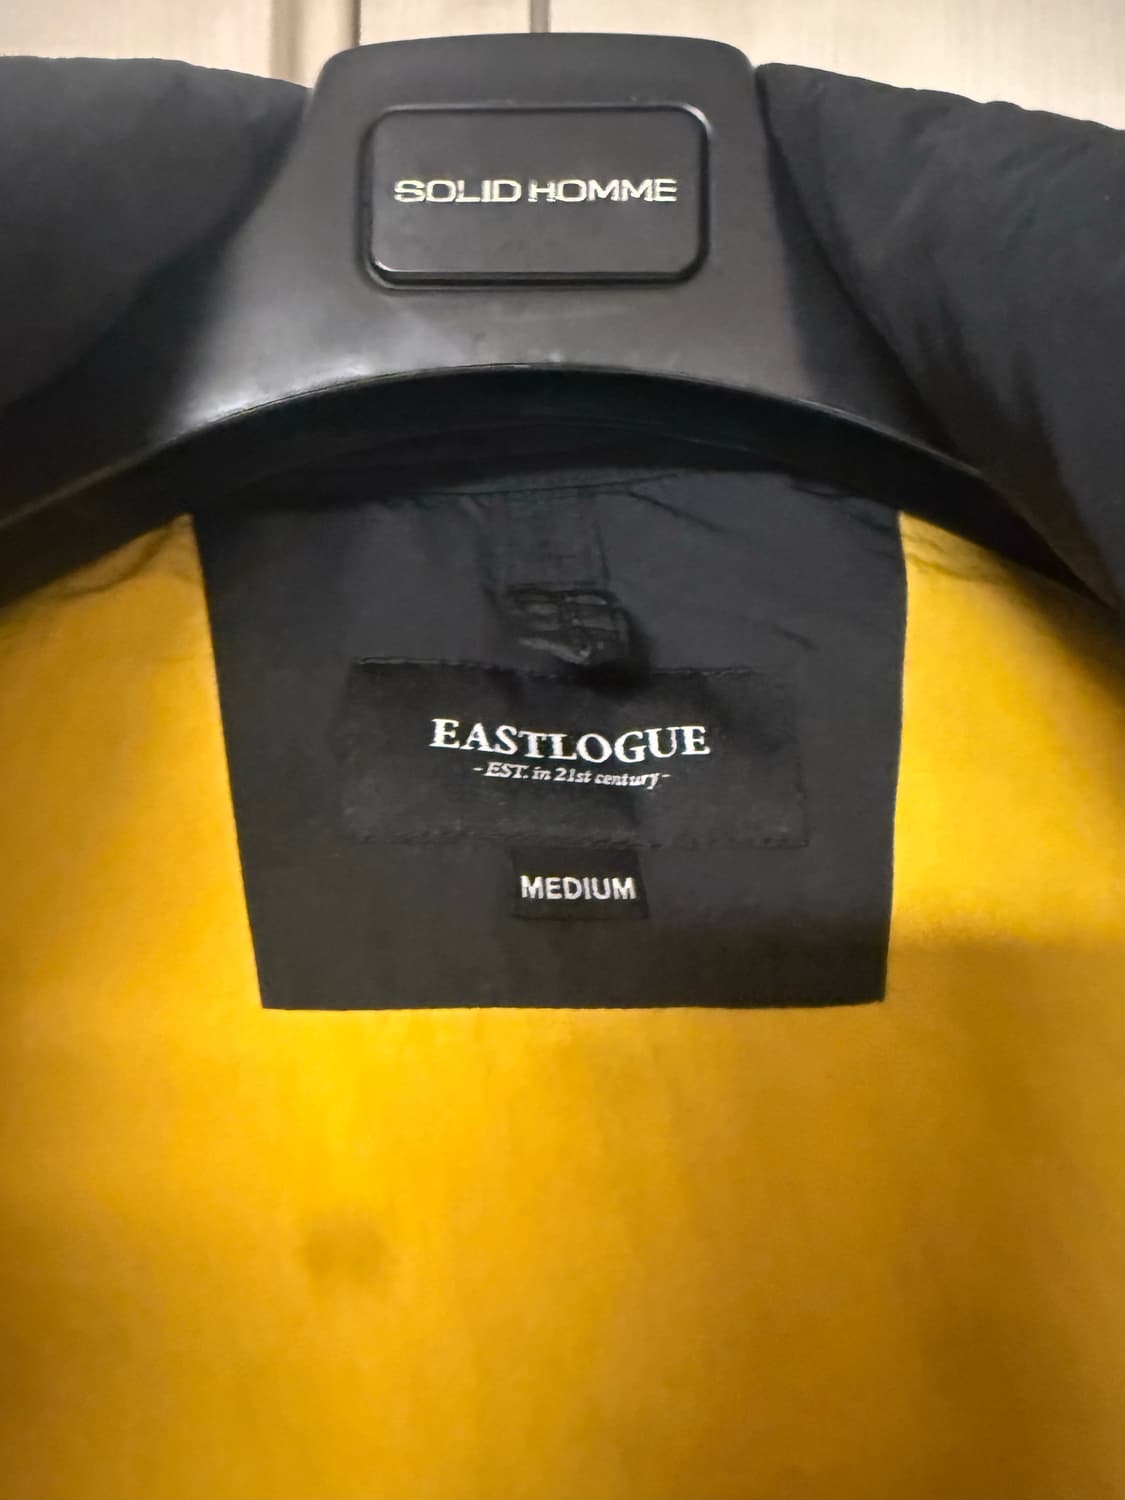 SOLID HOMME
EASTLOGUE
-EST. in 21st century-
MEDIUM